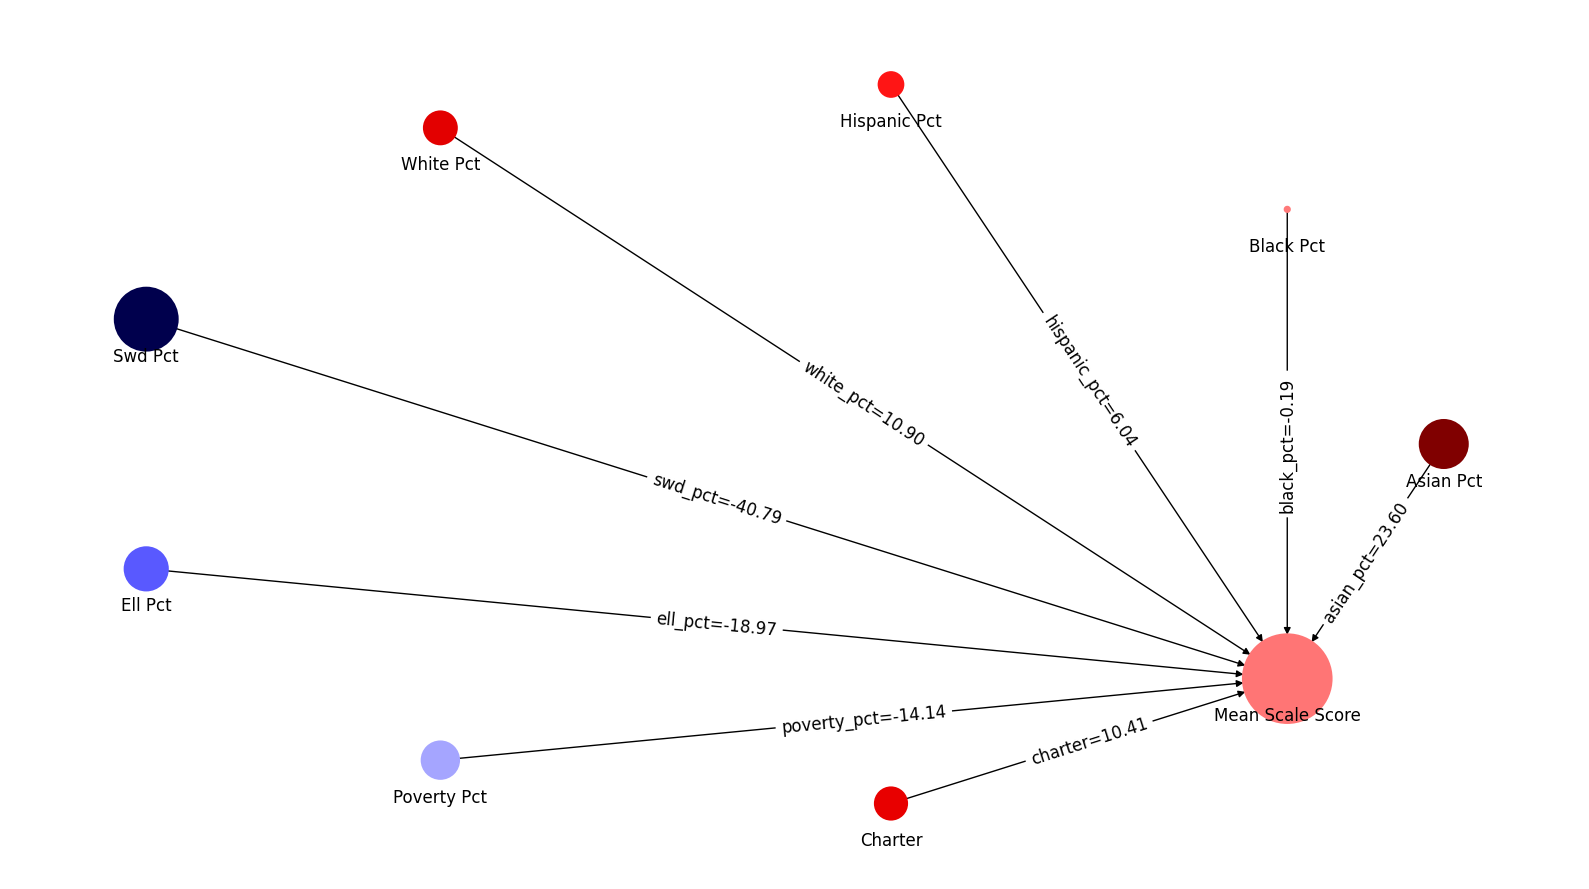 Hispanic Pct
White Pct
Black Pct
Swd Pct
hispanic_pct=6.04
white_pct=10.90
black_pct=-0.19
Asian Pct
swd_pct=-40.79
asian_pct=23.60
Ell Pct
ell_pct=-18.97
poverty_pct=-14.14
Mean Scale Score
charter=10.41
Poverty Pct
Charter